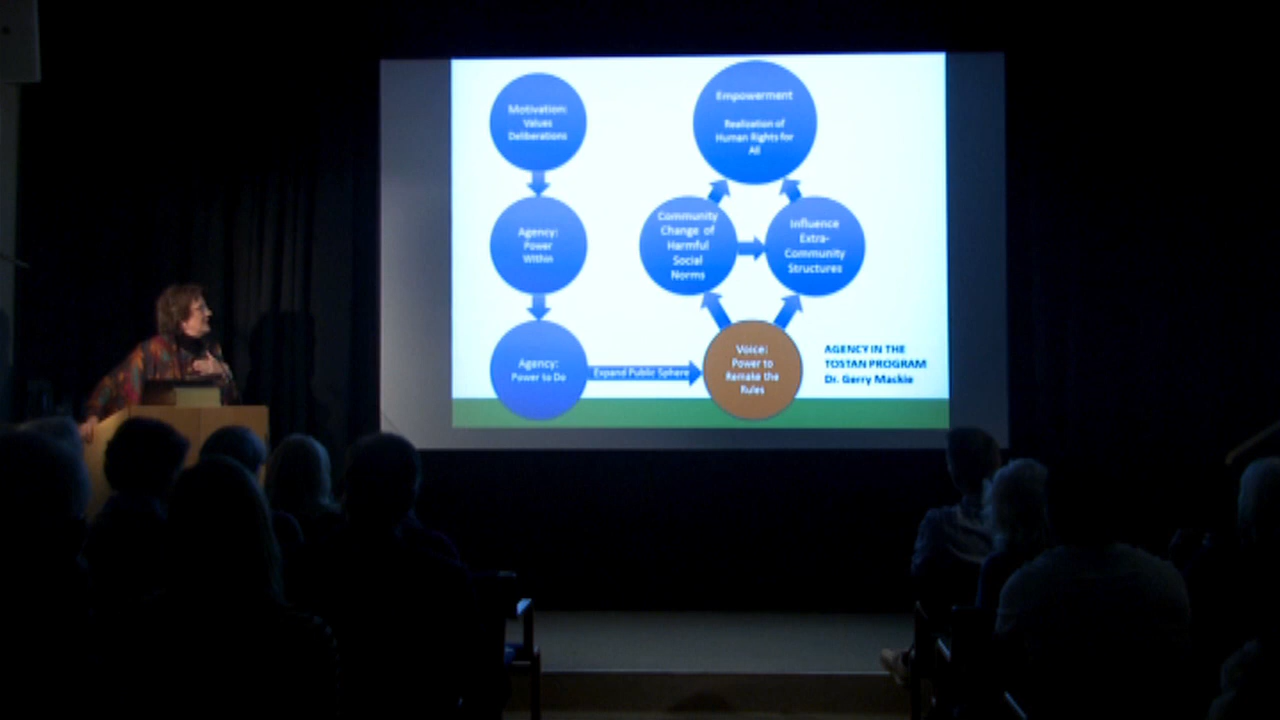 Motivation:
Values
Deliberations
Agency:
Power
Within
Agency:
Power to Do
Expand Public Sphere
Voice:
Power to
Remake the
Rules
Community
Change of
Harmful
Social
Norms
Influence
Extra-
Community
Structures
Empowerment
Realization of
Human Rights for
All
AGENCY IN THE
TOSTAN PROGRAM
Dr. Gerry Mackie